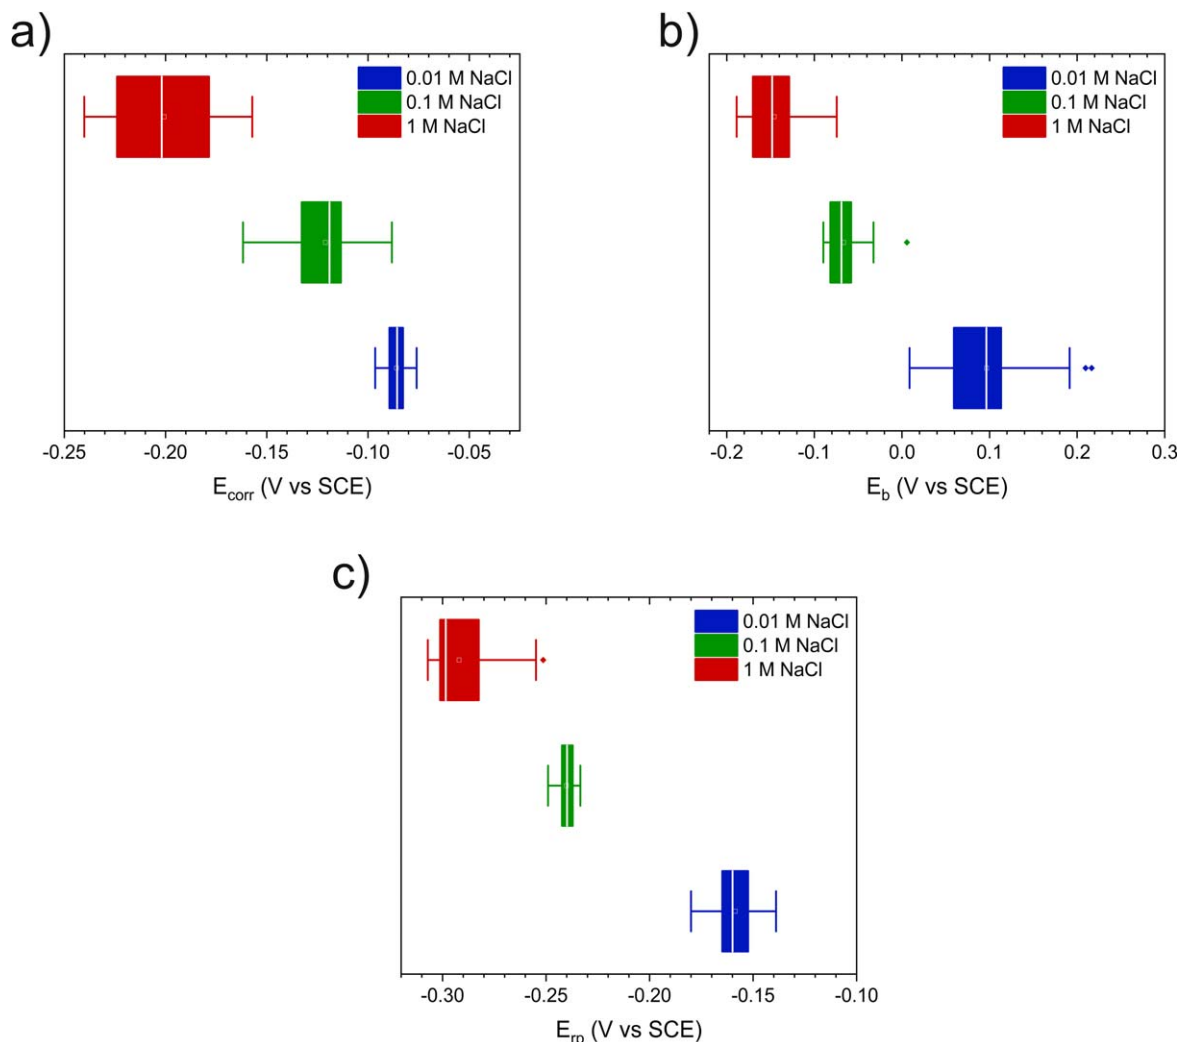 a)
0.01 M NaCl
0.1 M NaCl
1 M NaCl
-0.25 -0.20 -0.15 -0.10 -0.05
E_corr (V vs SCE)
b)
0.01 M NaCl
0.1 M NaCl
1 M NaCl
-0.2 -0.1 0.0 0.1 0.2 0.3
E_b (V vs SCE)
c)
0.01 M NaCl
0.1 M NaCl
1 M NaCl
-0.30 -0.25 -0.20 -0.15 -0.10
E_rp (V vs SCE)